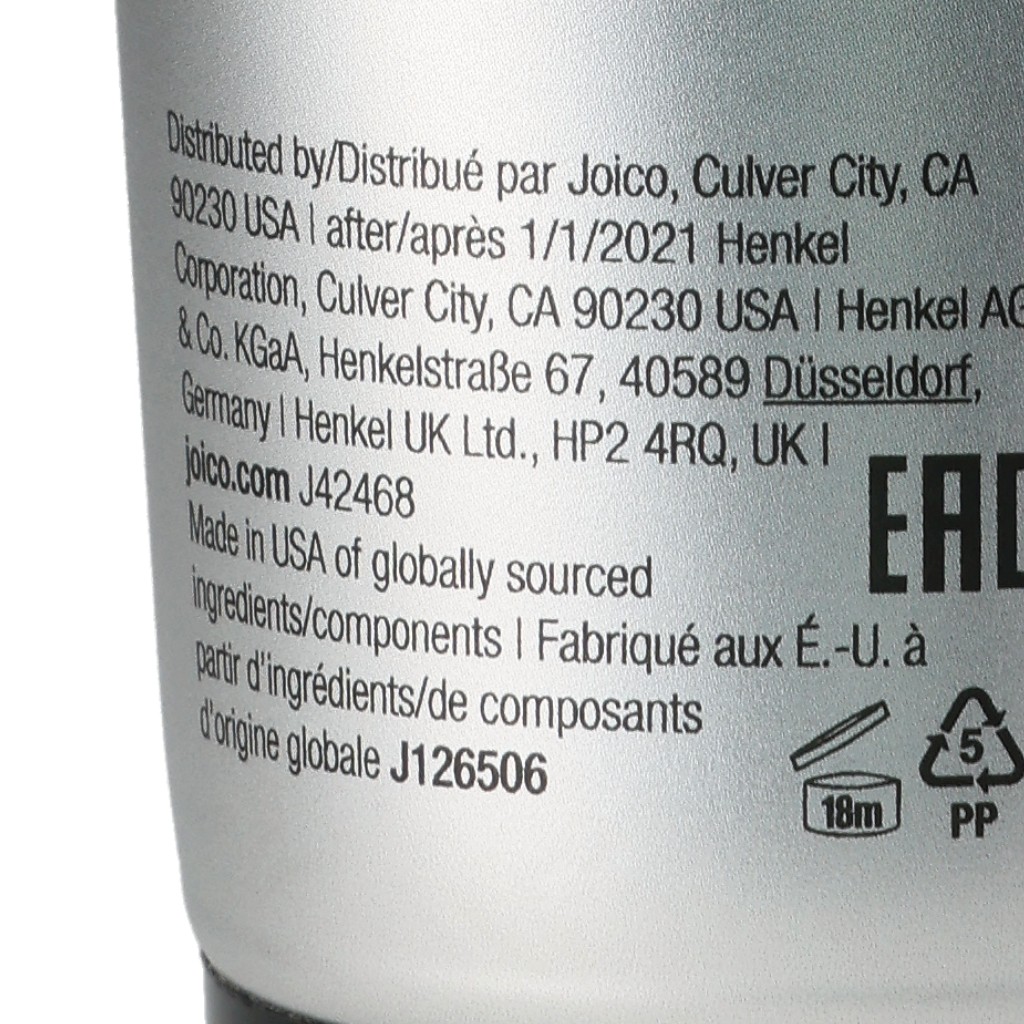 Distributed by/Distribué par Joico, Culver City, CA
90230 USA | after/après 1/1/2021 Henkel
Corporation, Culver City, CA 90230 USA | Henkel AG
& Co. KGaA, Henkelstraße 67, 40589 Düsseldorf,
Germany | Henkel UK Ltd., HP2 4RQ, UK |
joico.com J42468
Made in USA of globally sourced
ingredients/components | Fabriqué aux É.-U. à
partir d'ingrédients/de composants
d'origine globale J126506
EAC
18m
5
PP